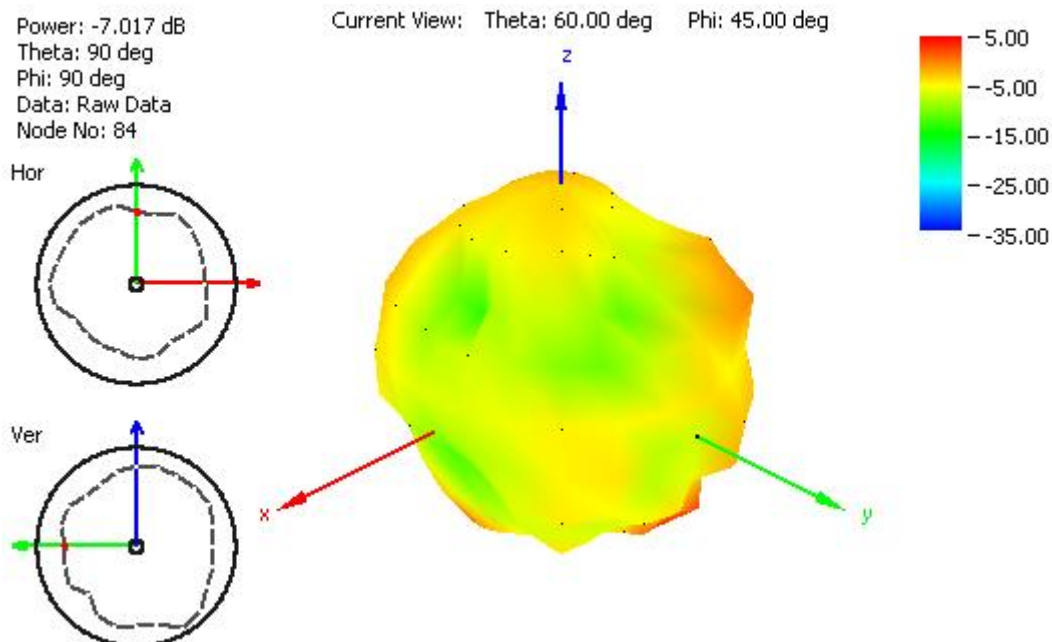 Power: -7.017 dB
Theta: 90 deg
Phi: 90 deg
Data: Raw Data
Node No: 84
Current View: Theta: 60.00 deg Phi: 45.00 deg
Hor
Ver
z
x
y
5.00
-5.00
-15.00
-25.00
-35.00